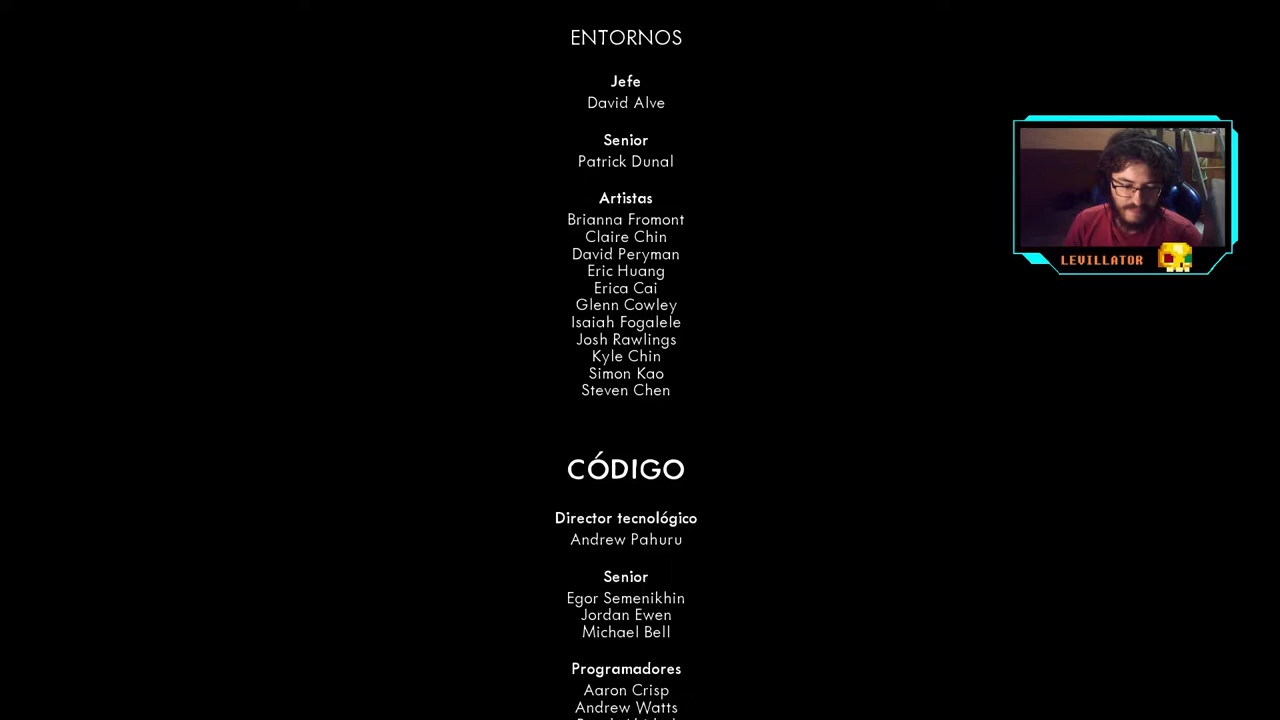 ENTORNOS
Jefe
David Alve
Senior
Patrick Dunal
Artistas
Brianna Fromont
Claire Chin
David Peryman
Eric Huang
Erica Cai
Glenn Cowley
Isaiah Fogalele
Josh Rawlings
Kyle Chin
Simon Kao
Steven Chen
CÓDIGO
Director tecnológico
Andrew Pahuru
Senior
Egor Semenikhin
Jordan Ewen
Michael Bell
Programadores
Aaron Crisp
Andrew Watts
LEVILLATOR